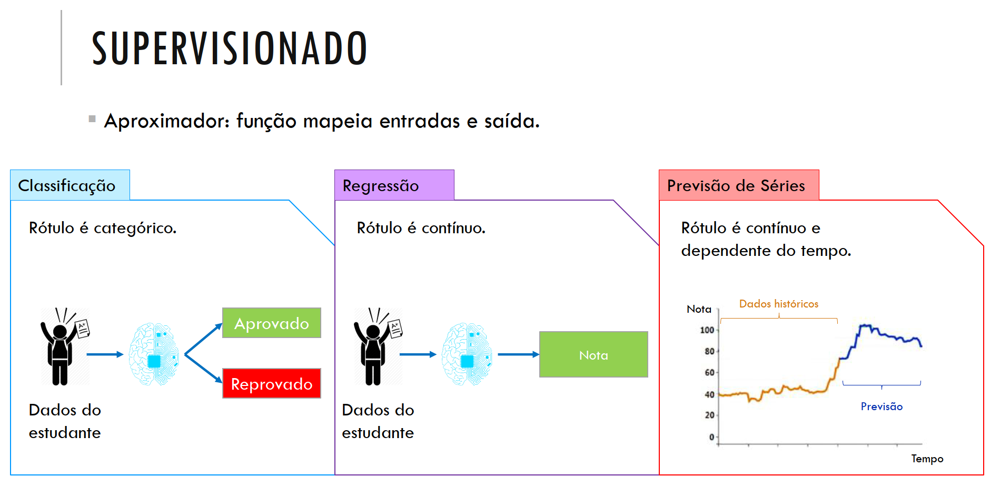 SUPERVISIONADO
▪ Aproximador: função mapeia entradas e saída.
Classificação
Rótulo é categórico.
A+
Aprovado
Reprovado
Dados do
estudante
Regressão
Rótulo é contínuo.
A+
Nota
Dados do
estudante
Previsão de Séries
Rótulo é contínuo e
dependente do tempo.
Nota
Dados históricos
100
80
60
40
20
0
Previsão
Tempo